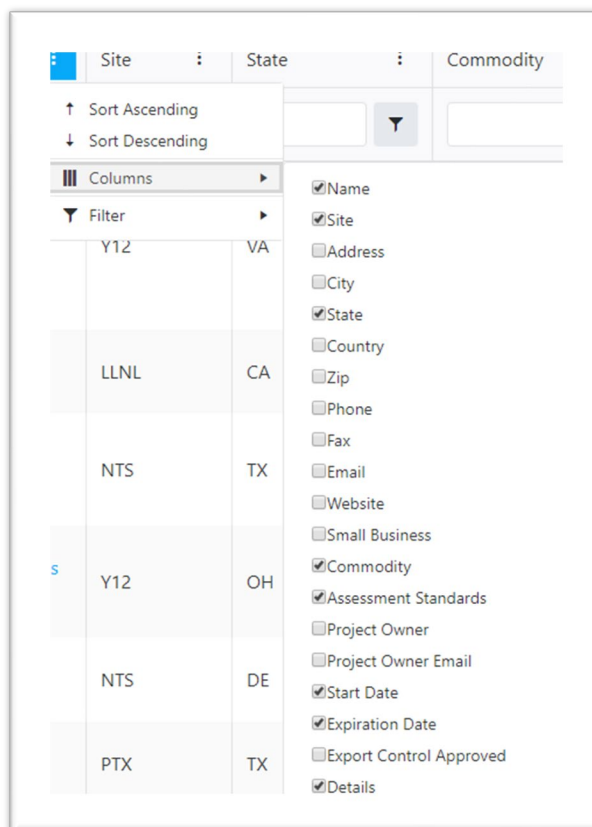 Site State Commodity
Sort Ascending
Sort Descending
Columns
Filter
Name
Site
Address
City
State
Country
Zip
Phone
Fax
Email
Website
Small Business
Commodity
Assessment Standards
Project Owner
Project Owner Email
Start Date
Expiration Date
Export Control Approved
Details
Y12 VA
LLNL CA
NTS TX
s Y12 OH
NTS DE
PTX TX